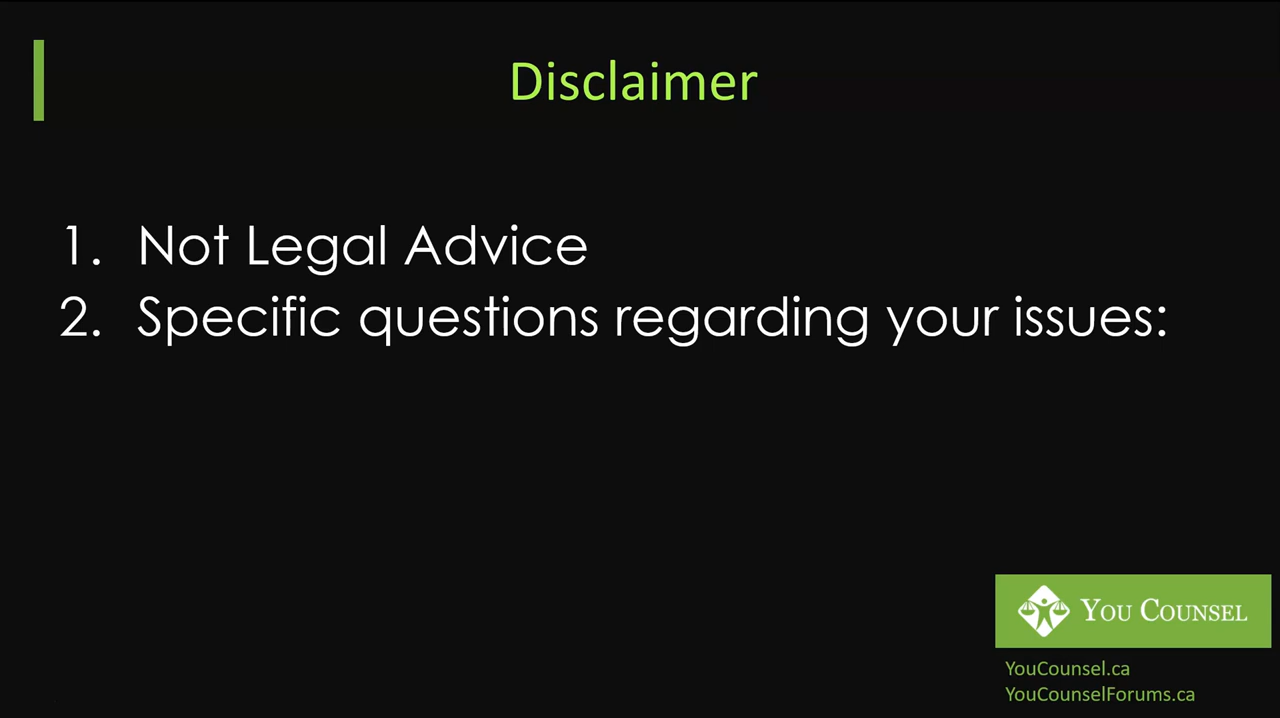 Disclaimer
1. Not Legal Advice
2. Specific questions regarding your issues:
YOU COUNSEL
YouCounsel.ca
YouCounselForums.ca